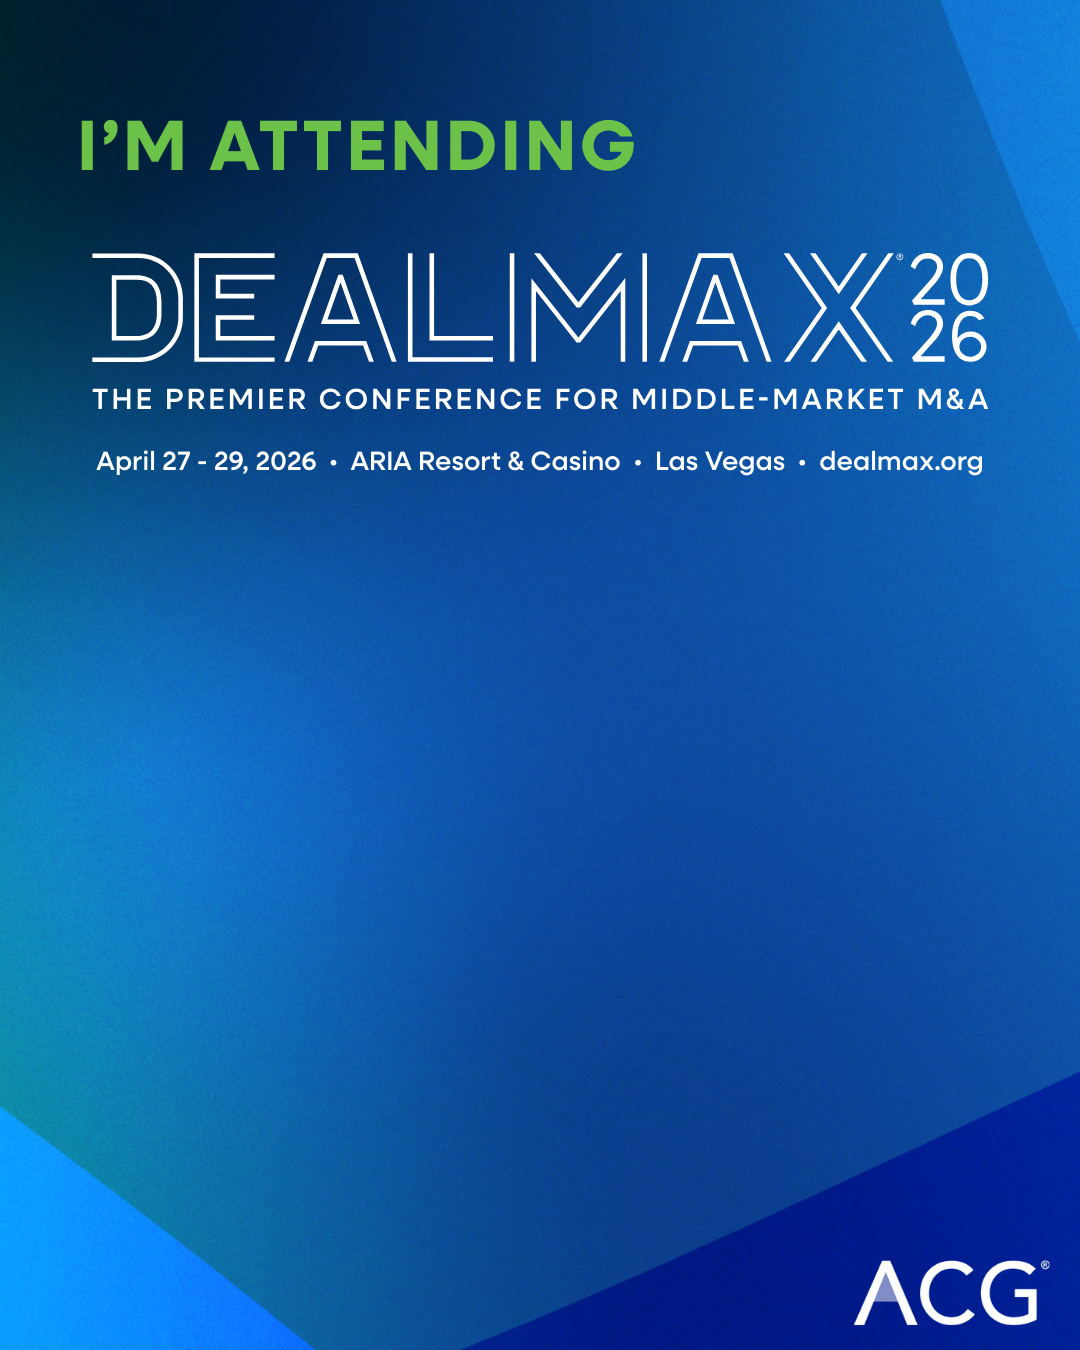 I’M ATTENDING
DEALMAX® 2026
THE PREMIER CONFERENCE FOR MIDDLE-MARKET M&A
April 27 - 29, 2026 • ARIA Resort & Casino • Las Vegas • dealmax.org
ACG®